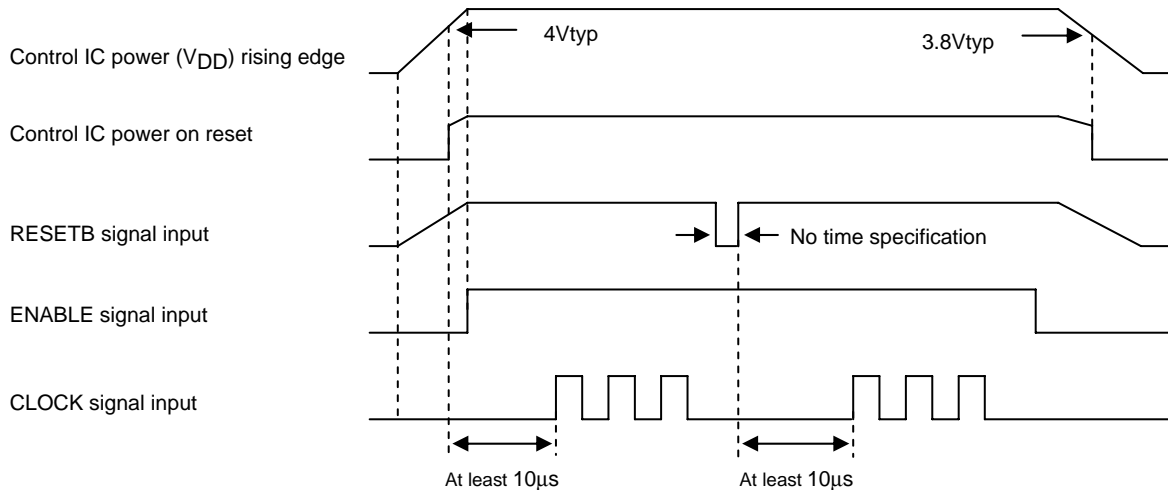 4Vtyp
3.8Vtyp
Control IC power (VDD) rising edge
Control IC power on reset
RESETB signal input
No time specification
ENABLE signal input
CLOCK signal input
At least 10µs
At least 10µs